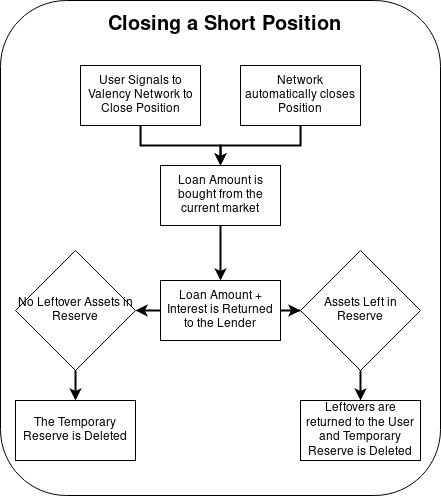 Closing a Short Position
User Signals to
Valency Network to
Close Position
Network
automatically closes
Position
Loan Amount is
bought from the
current market
No Leftover Assets in
Reserve
Loan Amount +
Interest is Returned
to the Lender
Assets Left in
Reserve
The Temporary
Reserve is Deleted
Leftovers are
returned to the User
and Temporary
Reserve is Deleted